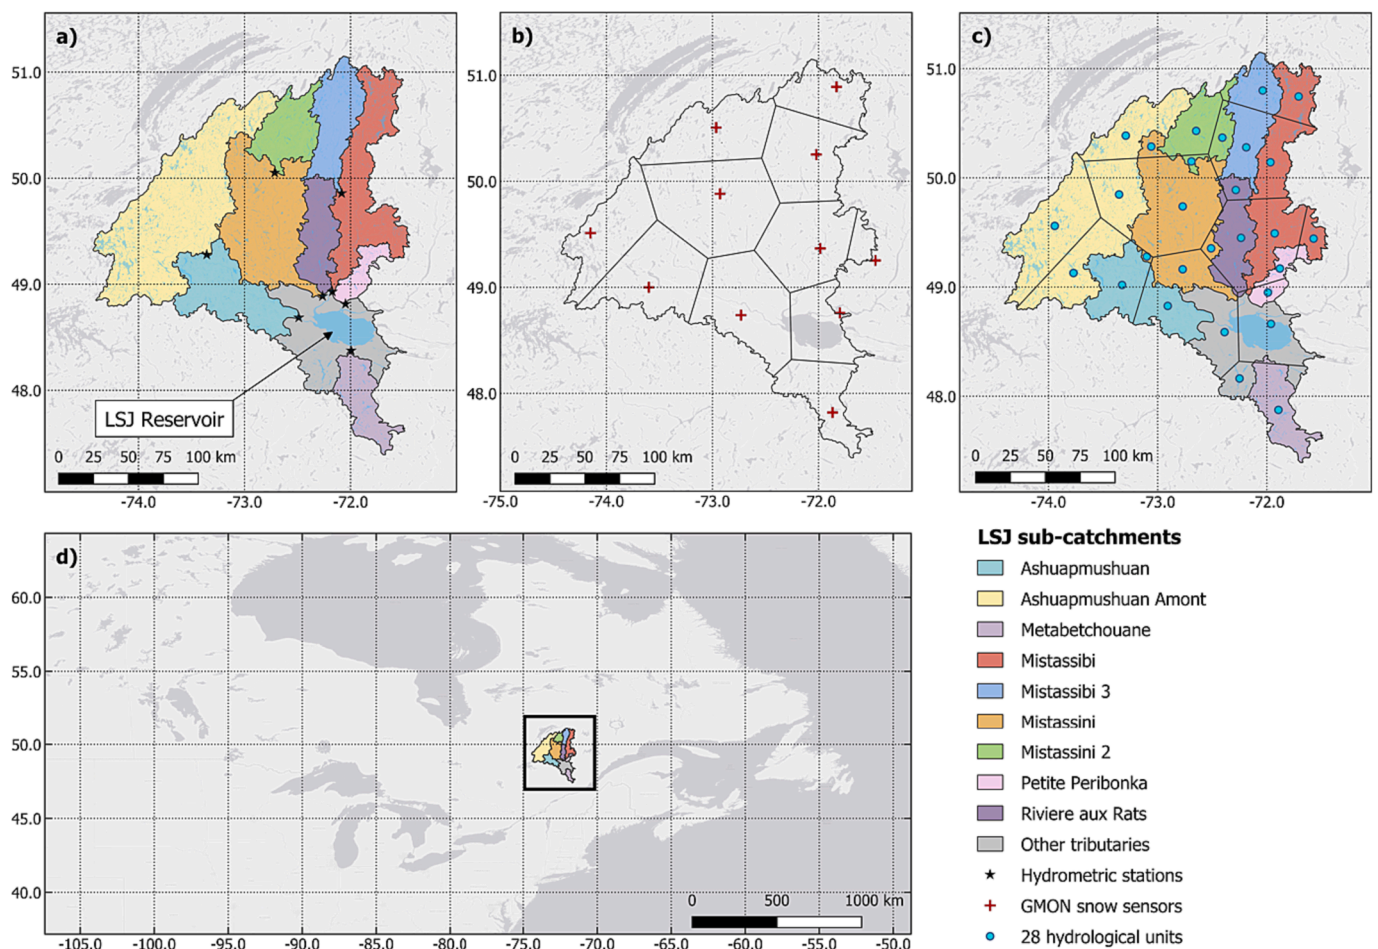 a)
51.0
50.0
49.0
48.0
LSJ Reservoir
0 25 50 75 100 km
-74.0 -73.0 -72.0
b)
51.0
50.0
49.0
48.0
0 25 50 75 100 km
-75.0 -74.0 -73.0 -72.0
c)
51.0
50.0
49.0
48.0
0 25 50 75 100 km
-74.0 -73.0 -72.0
d)
60.0
55.0
50.0
45.0
40.0
0 500 1000 km
-105.0 -100.0 -95.0 -90.0 -85.0 -80.0 -75.0 -70.0 -65.0 -60.0 -55.0 -50.0
LSJ sub-catchments
Ashuapmushuan
Ashuapmushuan Amont
Metabetchouane
Mistassibi
Mistassibi 3
Mistassini
Mistassini 2
Petite Peribonka
Riviere aux Rats
Other tributaries
Hydrometric stations
GMON snow sensors
28 hydrological units